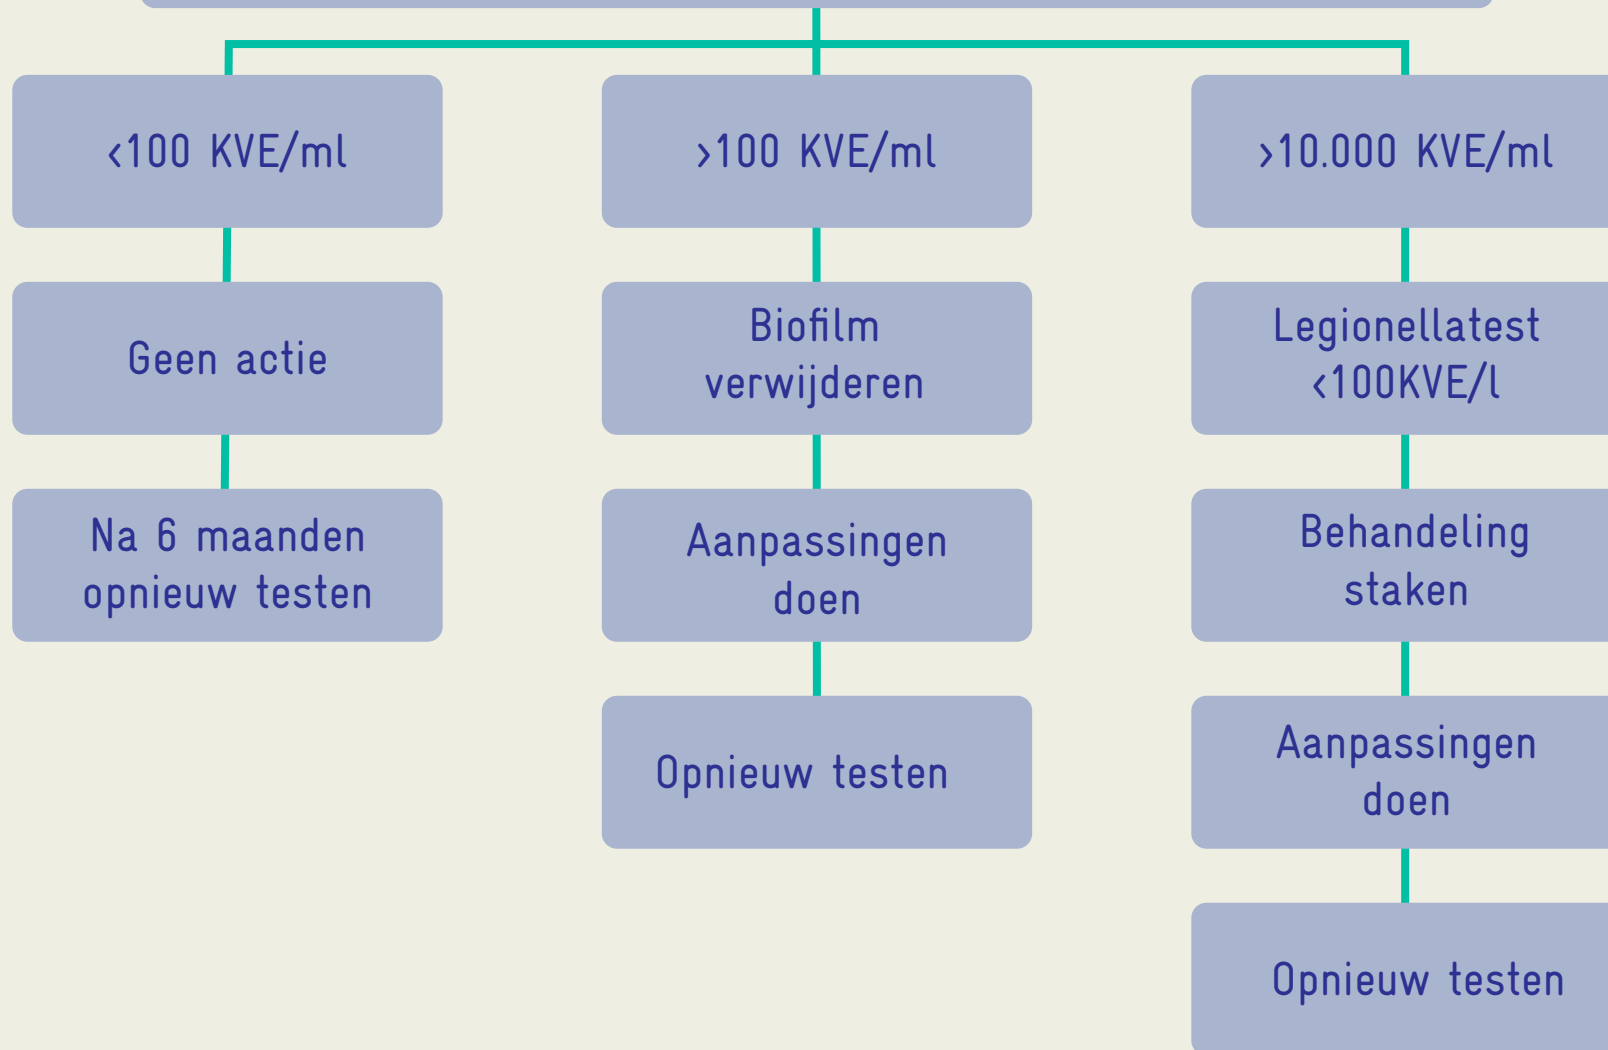 <100 KVE/ml
>100 KVE/ml
>10.000 KVE/ml
Geen actie
Biofilm
verwijderen
Legionellatest
<100KVE/l
Na 6 maanden
opnieuw testen
Aanpassingen
doen
Behandeling
staken
Opnieuw testen
Aanpassingen
doen
Opnieuw testen